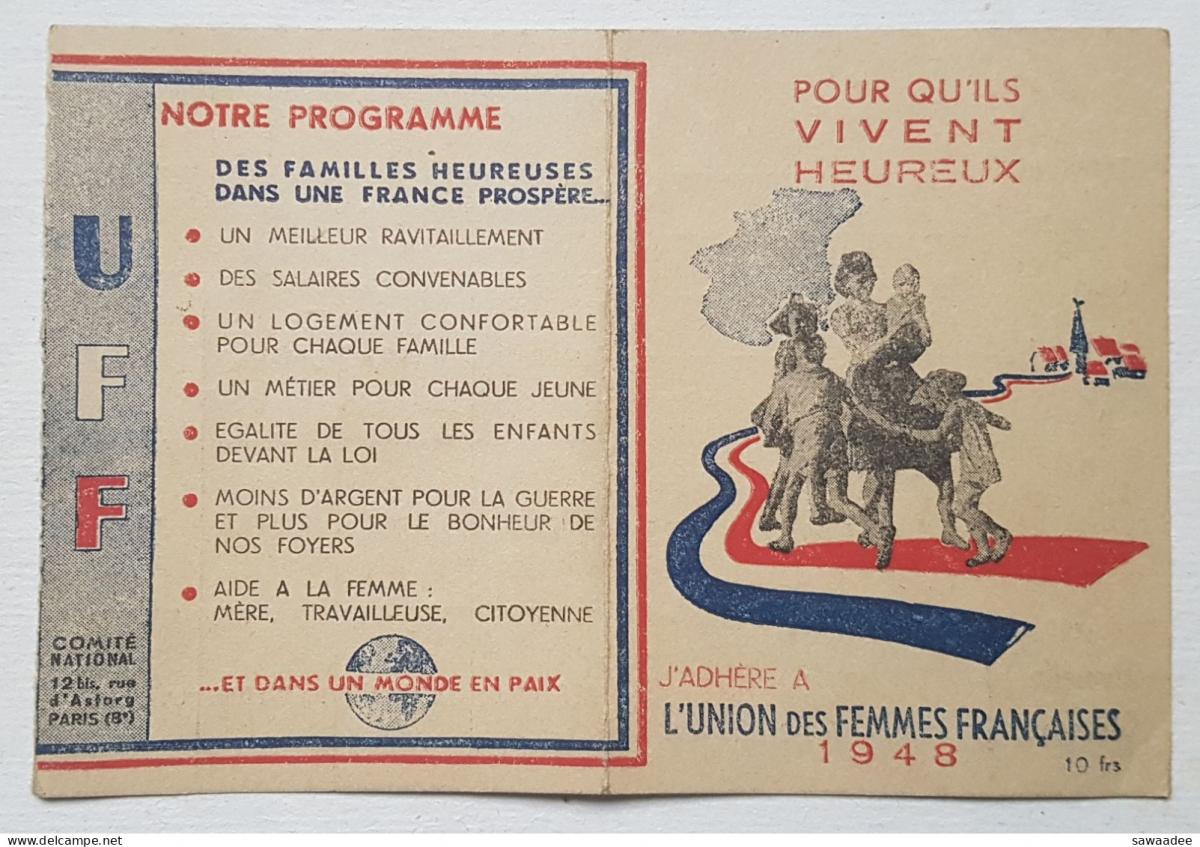 NOTRE PROGRAMME
DES FAMILLES HEUREUSES
DANS UNE FRANCE PROSPÈRE...
• UN MEILLEUR RAVITAILLEMENT
• DES SALAIRES CONVENABLES
• UN LOGEMENT CONFORTABLE
POUR CHAQUE FAMILLE
• UN MÉTIER POUR CHAQUE JEUNE
• EGALITE DE TOUS LES ENFANTS
DEVANT LA LOI
• MOINS D'ARGENT POUR LA GUERRE
ET PLUS POUR LE BONHEUR DE
NOS FOYERS
• AIDE A LA FEMME :
MÈRE, TRAVAILLEUSE, CITOYENNE
...ET DANS UN MONDE EN PAIX
U
F
F
COMITÉ
NATIONAL
12 bis, rue
d'Astorg
PARIS (8e)
POUR QU'ILS
VIVENT
HEUREUX
J'ADHÈRE A
L'UNION DES FEMMES FRANÇAISES
1948
10 frs
www.delcampe.net
sawaadee